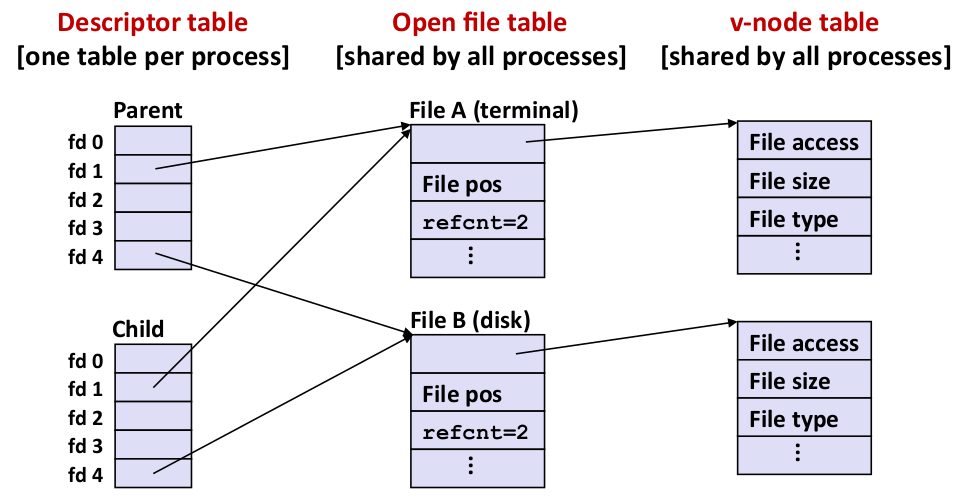 Descriptor table
[one table per process]
Open file table
[shared by all processes]
v-node table
[shared by all processes]
Parent
fd 0
fd 1
fd 2
fd 3
fd 4
Child
fd 0
fd 1
fd 2
fd 3
fd 4
File A (terminal)
File pos
refcnt=2
⋮
File B (disk)
File pos
refcnt=2
⋮
File access
File size
File type
⋮
File access
File size
File type
⋮